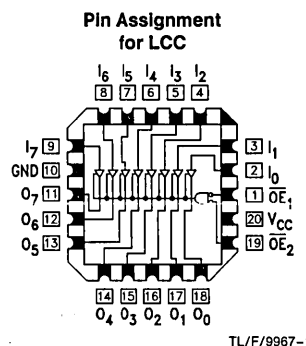 Pin Assignment
for LCC
I6 I5 I4 I3 I2
8 7 6 5 4
I7 9
GND 10
O7 11
O6 12
O5 13
3 I1
2 I0
1 O̅E̅1
20 VCC
19 O̅E̅2
14 15 16 17 18
O4 O3 O2 O1 O0
TL/F/9967-